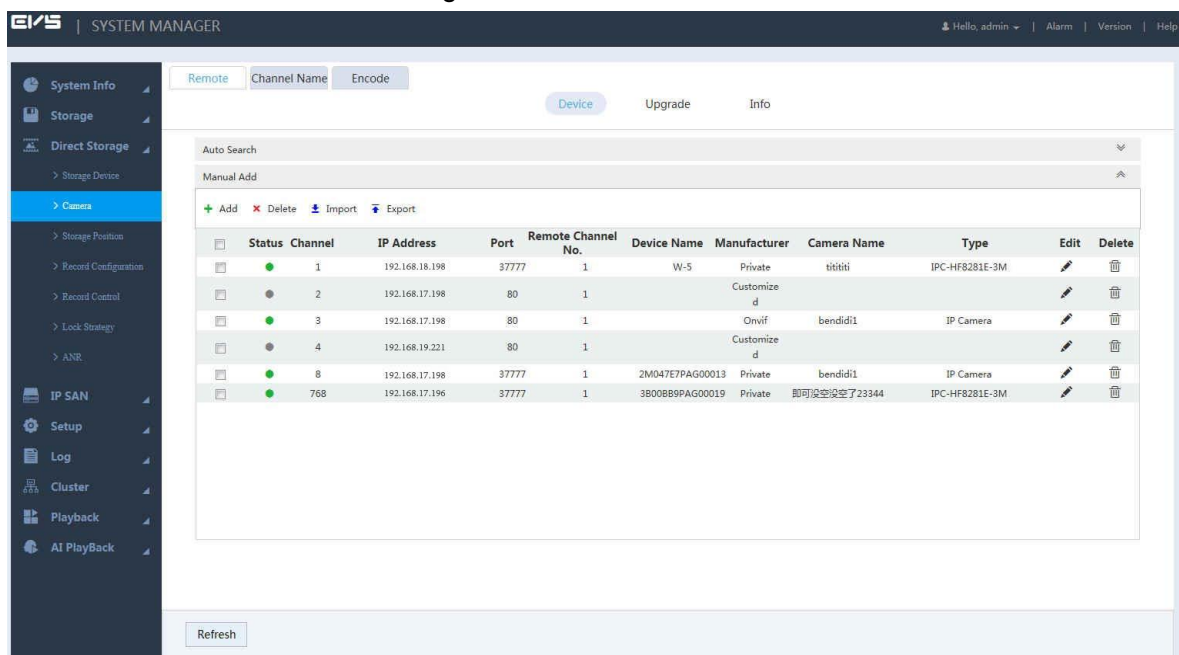 EIVS | SYSTEM MANAGER
Hello, admin | Alarm | Version | Help
System Info
Storage
Direct Storage
> Storage Device
> Camera
> Storage Position
> Record Configuration
> Record Control
> Lock Strategy
> ANR
IP SAN
Setup
Log
Cluster
Playback
AI PlayBack
Remote Channel Name Encode
Device Upgrade Info
Auto Search
Manual Add
Add Delete Import Export
Status Channel IP Address Port Remote Channel No. Device Name Manufacturer Camera Name Type Edit Delete
1 192.168.18.198 37777 1 W-5 Private titititi IPC-HF8281E-3M
2 192.168.17.198 80 1 Customized
3 192.168.17.198 80 1 Onvif bendidi1 IP Camera
4 192.168.19.221 80 1 Customized
8 192.168.17.198 37777 1 2M047E7PAG00013 Private bendidi1 IP Camera
768 192.168.17.196 37777 1 3B00BB9PAG00019 Private 即可没空没空了23344 IPC-HF8281E-3M
Refresh